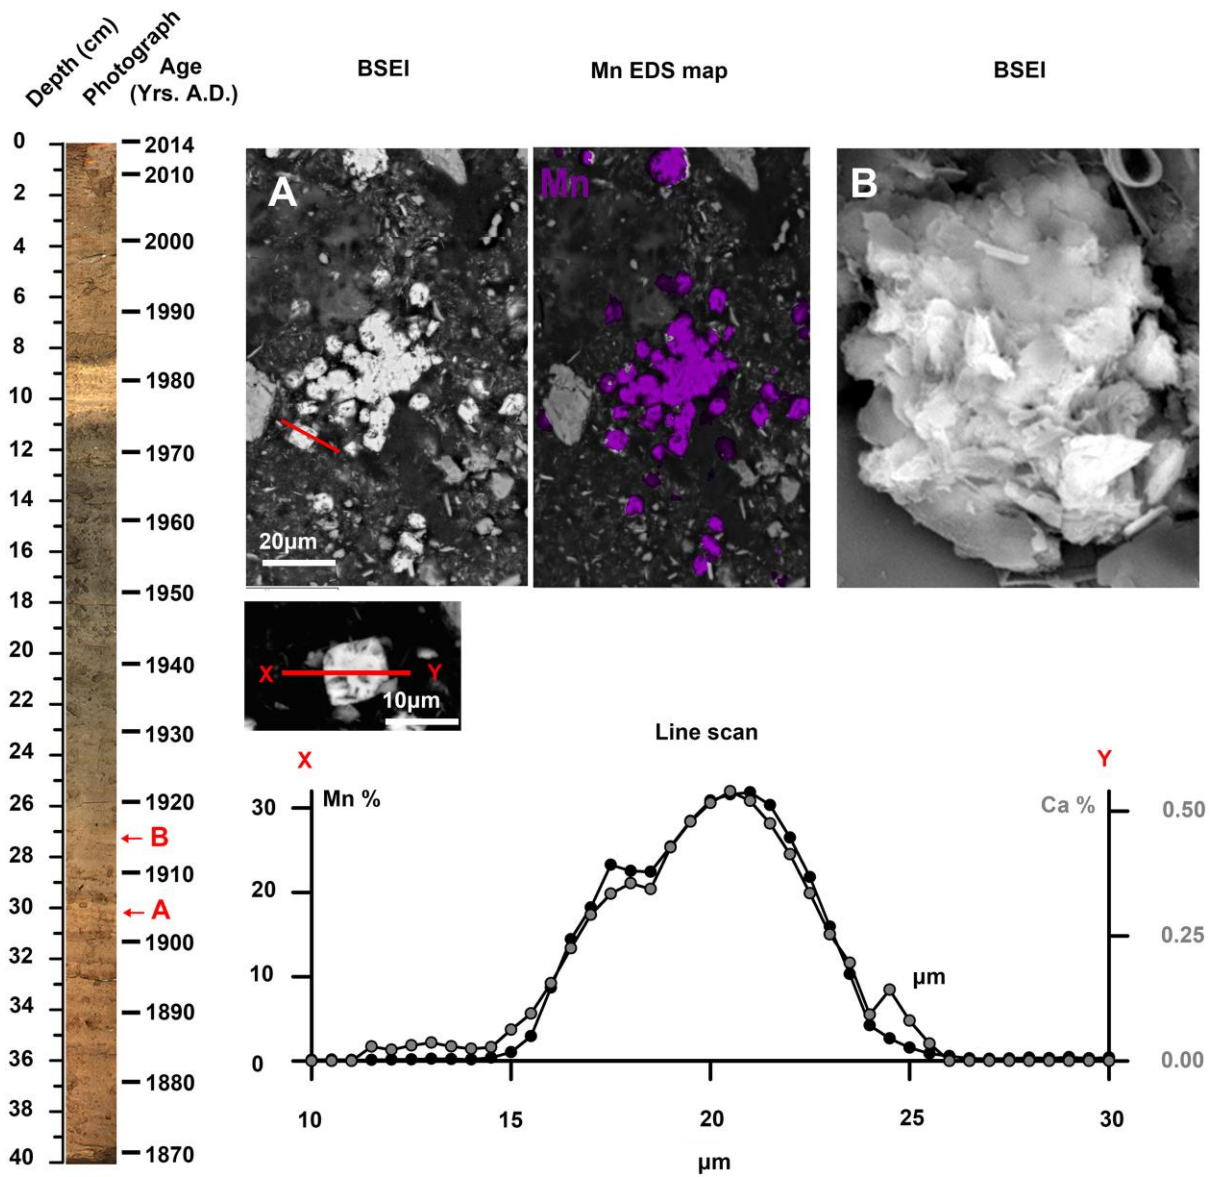 Depth (cm)
Photograph
Age
(Yrs. A.D.)
BSEI
Mn EDS map
BSEI
0
2
4
6
8
10
12
14
16
18
20
22
24
26
28
30
32
34
36
38
40
2014
2010
2000
1990
1980
1970
1960
1950
1940
1930
1920
B
1910
A
1900
1890
1880
1870
A
20µm
Mn
B
X
Y
10µm
Line scan
X
Y
Mn %
Ca %
30
20
10
0
0.50
0.25
0.00
µm
10
15
20
25
30
µm